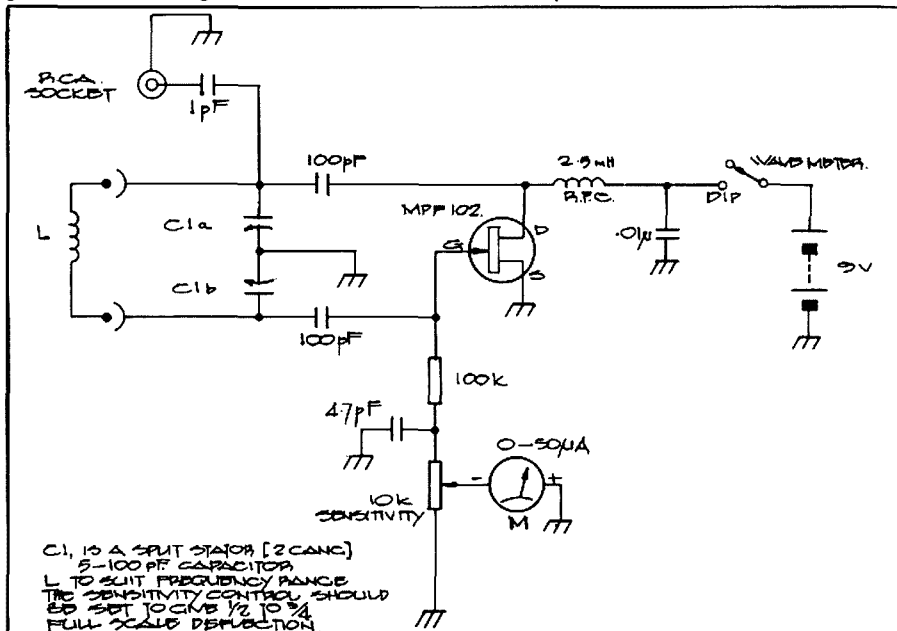 R.C.A.
SOCKET
1pF
100pF
2.5mH
R.F.C.
WAVE METER.
DIP
MPF 102.
D
G
S
L
C1a
C1b
.01µ
9V
100pF
100k
4.7pF
0-50µA
- +
M
10k
SENSITIVITY
C1, IS A SPLIT STATOR [2 GANG]
5-100 PF CAPACITOR
L TO SUIT FREQUENCY RANGE
THE SENSITIVITY CONTROL SHOULD
BE SET TO GIVE 1/2 TO 3/4
FULL SCALE DEFLECTION